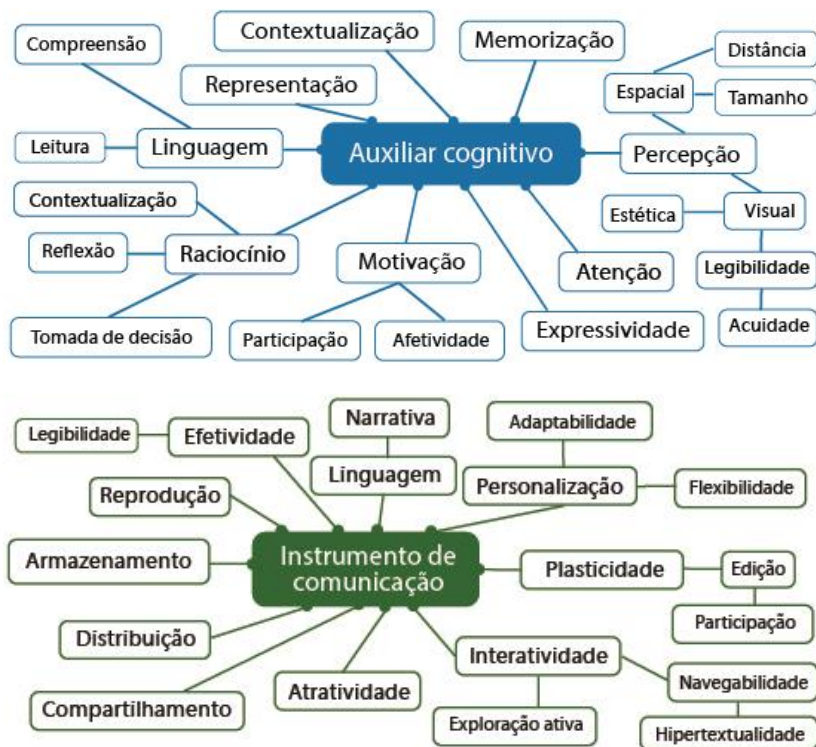 Compreensão
Contextualização
Memorização
Distância
Representação
Espacial
Tamanho
Leitura
Linguagem
Auxiliar cognitivo
Percepção
Contextualização
Estética
Visual
Reflexão
Raciocínio
Motivação
Atenção
Legibilidade
Tomada de decisão
Participação
Afetividade
Expressividade
Acuidade
Legibilidade
Efetividade
Narrativa
Adaptabilidade
Linguagem
Reprodução
Personalização
Flexibilidade
Armazenamento
Instrumento de
comunicação
Plasticidade
Edição
Participação
Distribuição
Interatividade
Compartilhamento
Atratividade
Navegabilidade
Exploração ativa
Hipertextualidade